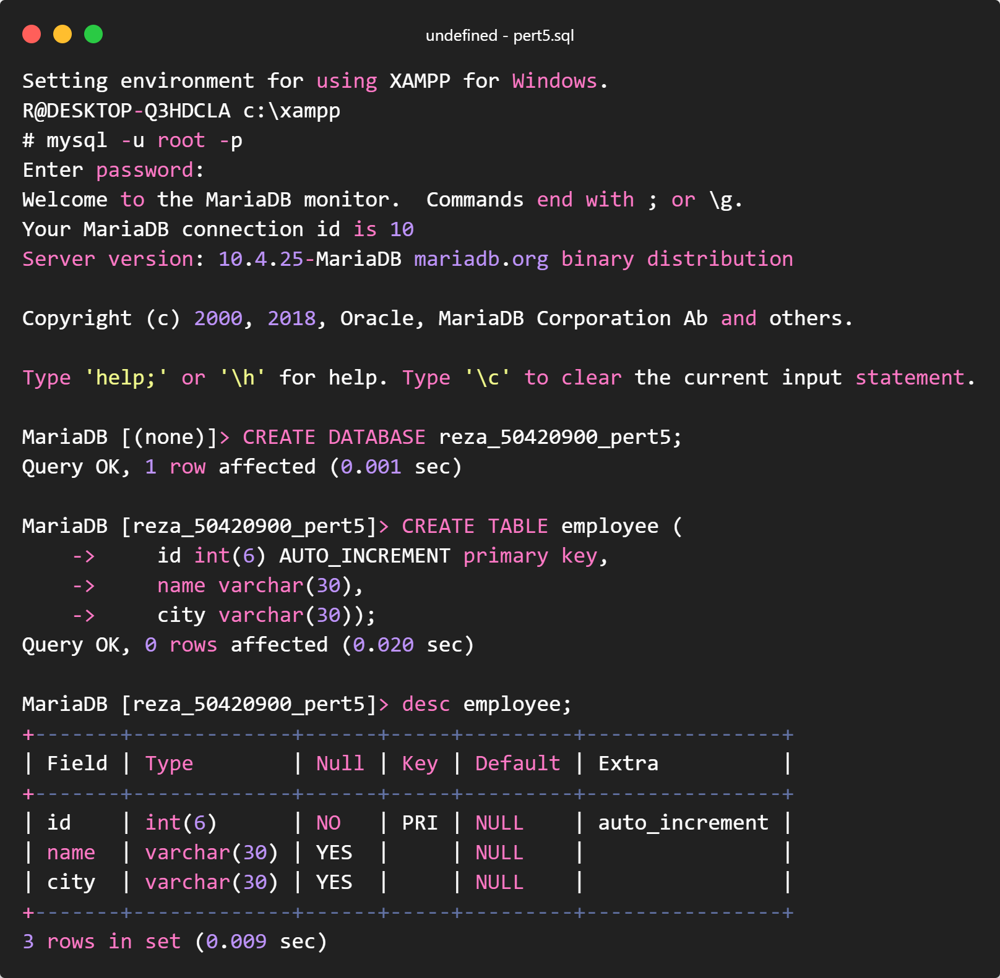 undefined - pert5.sql
Setting environment for using XAMPP for Windows.
R@DESKTOP-Q3HDCLA c:\xampp
# mysql -u root -p
Enter password:
Welcome to the MariaDB monitor.  Commands end with ; or \g.
Your MariaDB connection id is 10
Server version: 10.4.25-MariaDB mariadb.org binary distribution
Copyright (c) 2000, 2018, Oracle, MariaDB Corporation Ab and others.
Type 'help;' or '\h' for help. Type '\c' to clear the current input statement.
MariaDB [(none)]> CREATE DATABASE reza_50420900_pert5;
Query OK, 1 row affected (0.001 sec)
MariaDB [reza_50420900_pert5]> CREATE TABLE employee (
    ->     id int(6) AUTO_INCREMENT primary key,
    ->     name varchar(30),
    ->     city varchar(30));
Query OK, 0 rows affected (0.020 sec)
MariaDB [reza_50420900_pert5]> desc employee;
+-------+-------------+------+-----+---------+----------------+
| Field | Type        | Null | Key | Default | Extra          |
+-------+-------------+------+-----+---------+----------------+
| id    | int(6)      | NO   | PRI | NULL    | auto_increment |
| name  | varchar(30) | YES  |     | NULL    |                |
| city  | varchar(30) | YES  |     | NULL    |                |
+-------+-------------+------+-----+---------+----------------+
3 rows in set (0.009 sec)